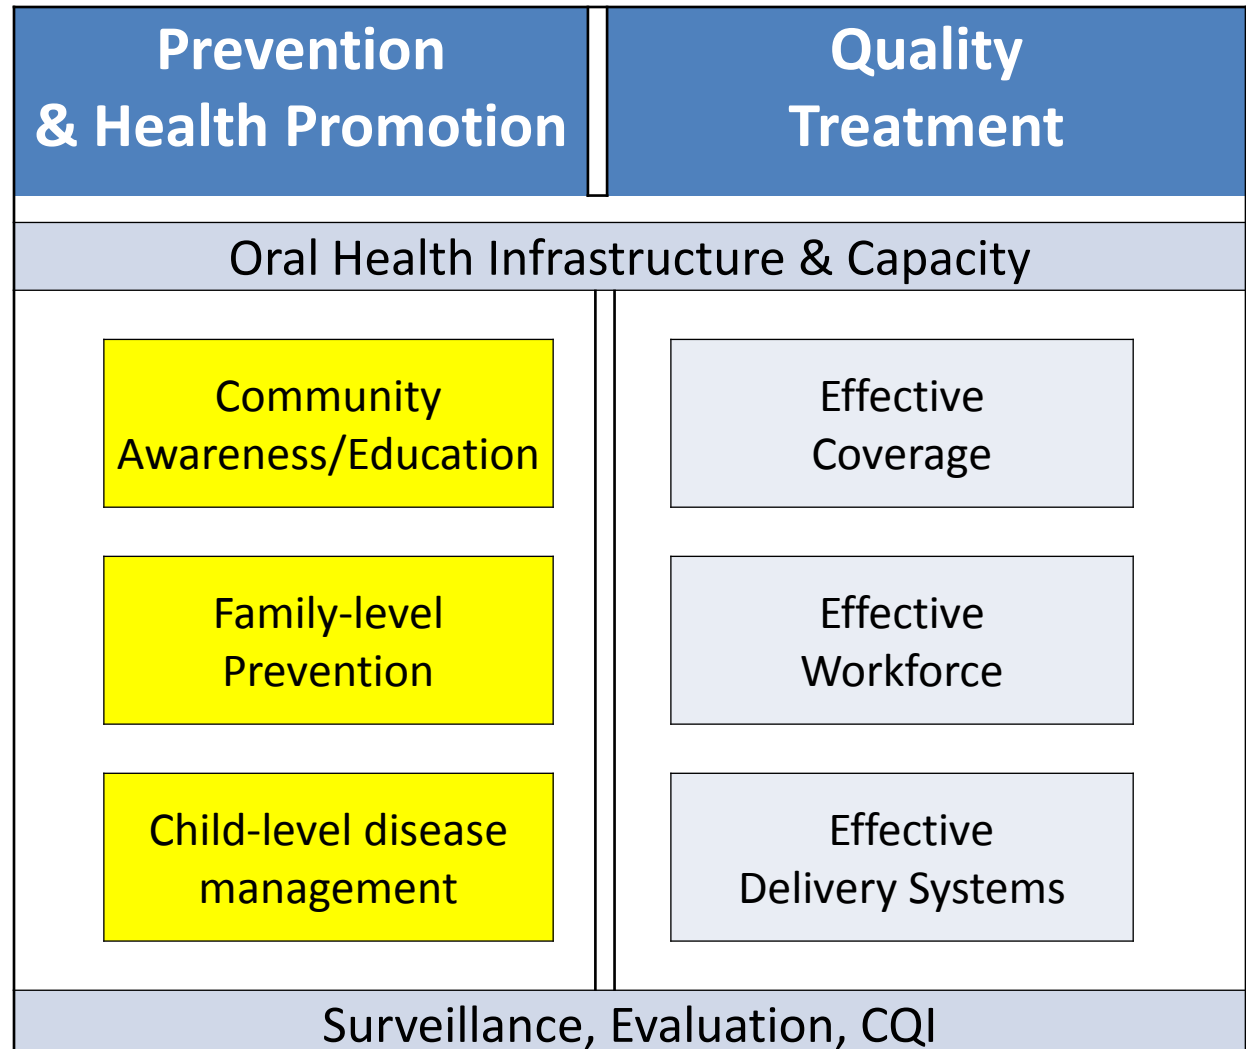 Prevention
& Health Promotion
Quality
Treatment
Oral Health Infrastructure & Capacity
Community
Awareness/Education
Family-level
Prevention
Child-level disease
management
Effective
Coverage
Effective
Workforce
Effective
Delivery Systems
Surveillance, Evaluation, CQI